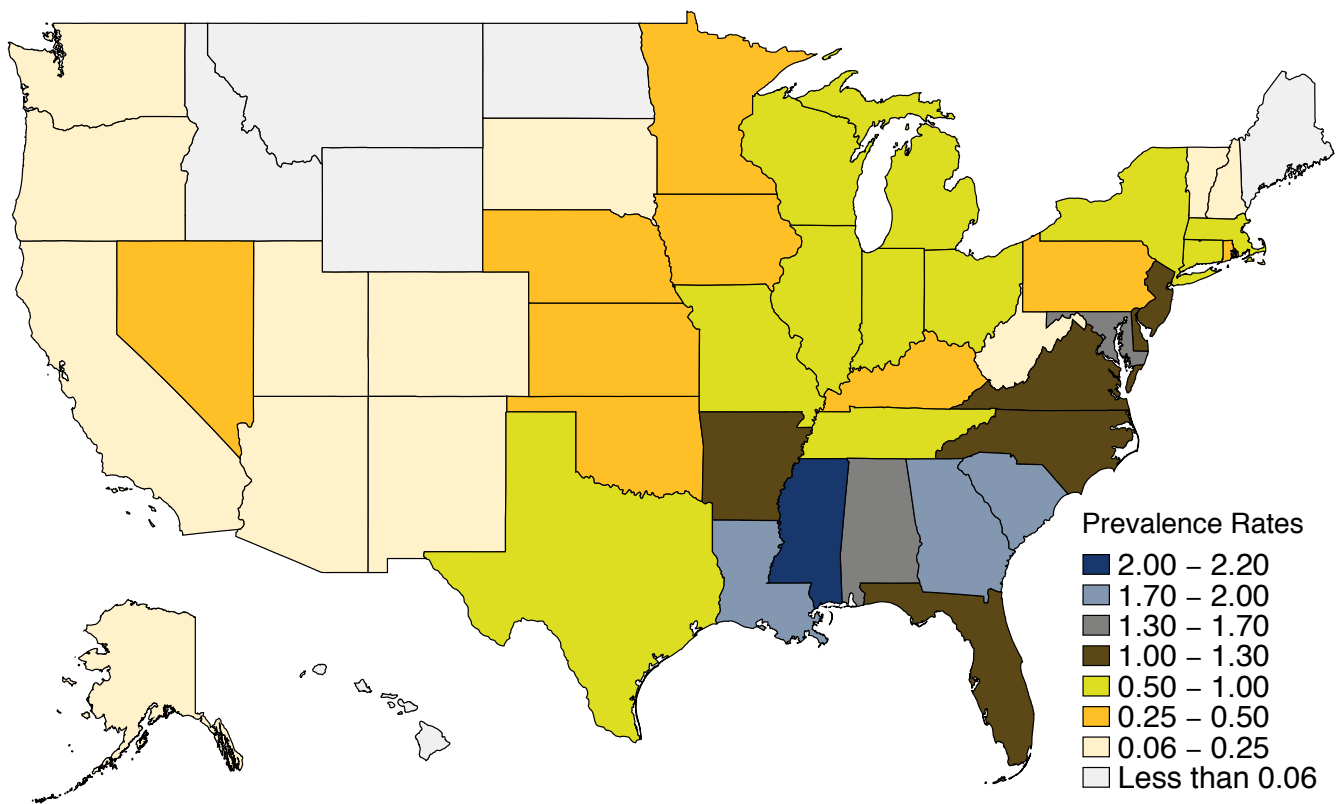 Prevalence Rates
2.00 − 2.20
1.70 − 2.00
1.30 − 1.70
1.00 − 1.30
0.50 − 1.00
0.25 − 0.50
0.06 − 0.25
Less than 0.06